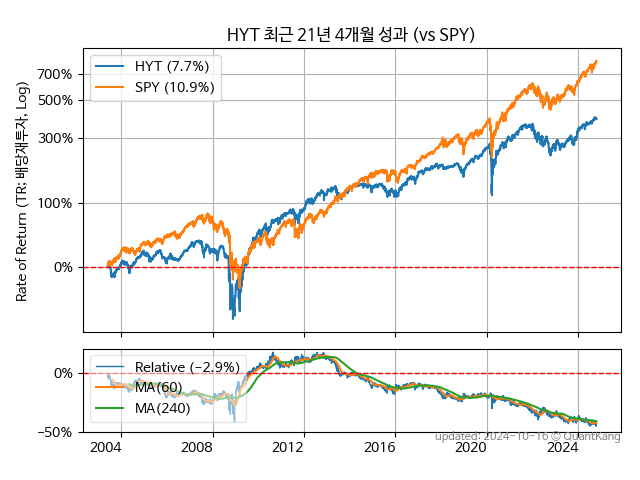 HYT 최근 21년 4개월 성과 (vs SPY)
Rate of Return (TR: 배당재투자, Log)
HYT (7.7%)
SPY (10.9%)
700%
500%
300%
100%
0%
Relative (−2.9%)
MA(60)
MA(240)
0%
−50%
2004 2008 2012 2016 2020 2024
updated: 2024-10-16 © QuantKang